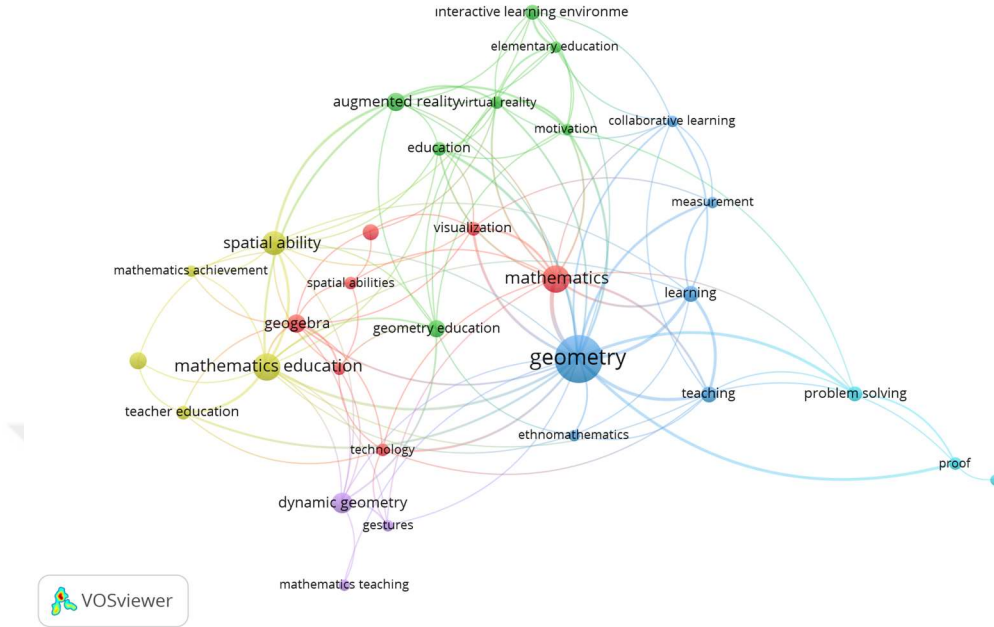 interactive learning environme
elementary education
augmented reality
virtual reality
collaborative learning
motivation
education
measurement
visualization
spatial ability
mathematics achievement
mathematics
spatial abilities
learning
geogebra
geometry education
geometry
mathematics education
teaching
problem solving
teacher education
ethnomathematics
technology
proof
dynamic geometry
gestures
mathematics teaching
VOSviewer